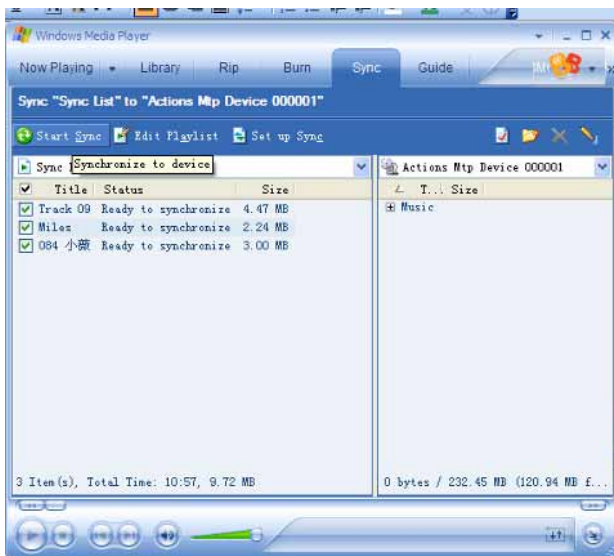 Windows Media Player
Now Playing Library Rip Burn Sync Guide
Sync "Sync List" to "Actions Mtp Device 000001"
Start Sync Edit Playlist Set up Sync
Sync Synchronize to device Actions Mtp Device 000001
Title Status Size T... Size
Track 09 Ready to synchronize 4.47 MB Music
Miles Ready to synchronize 2.24 MB
084 小薇 Ready to synchronize 3.00 MB
3 Item(s), Total Time: 10:57, 9.72 MB 0 bytes / 232.45 MB (120.94 MB f...